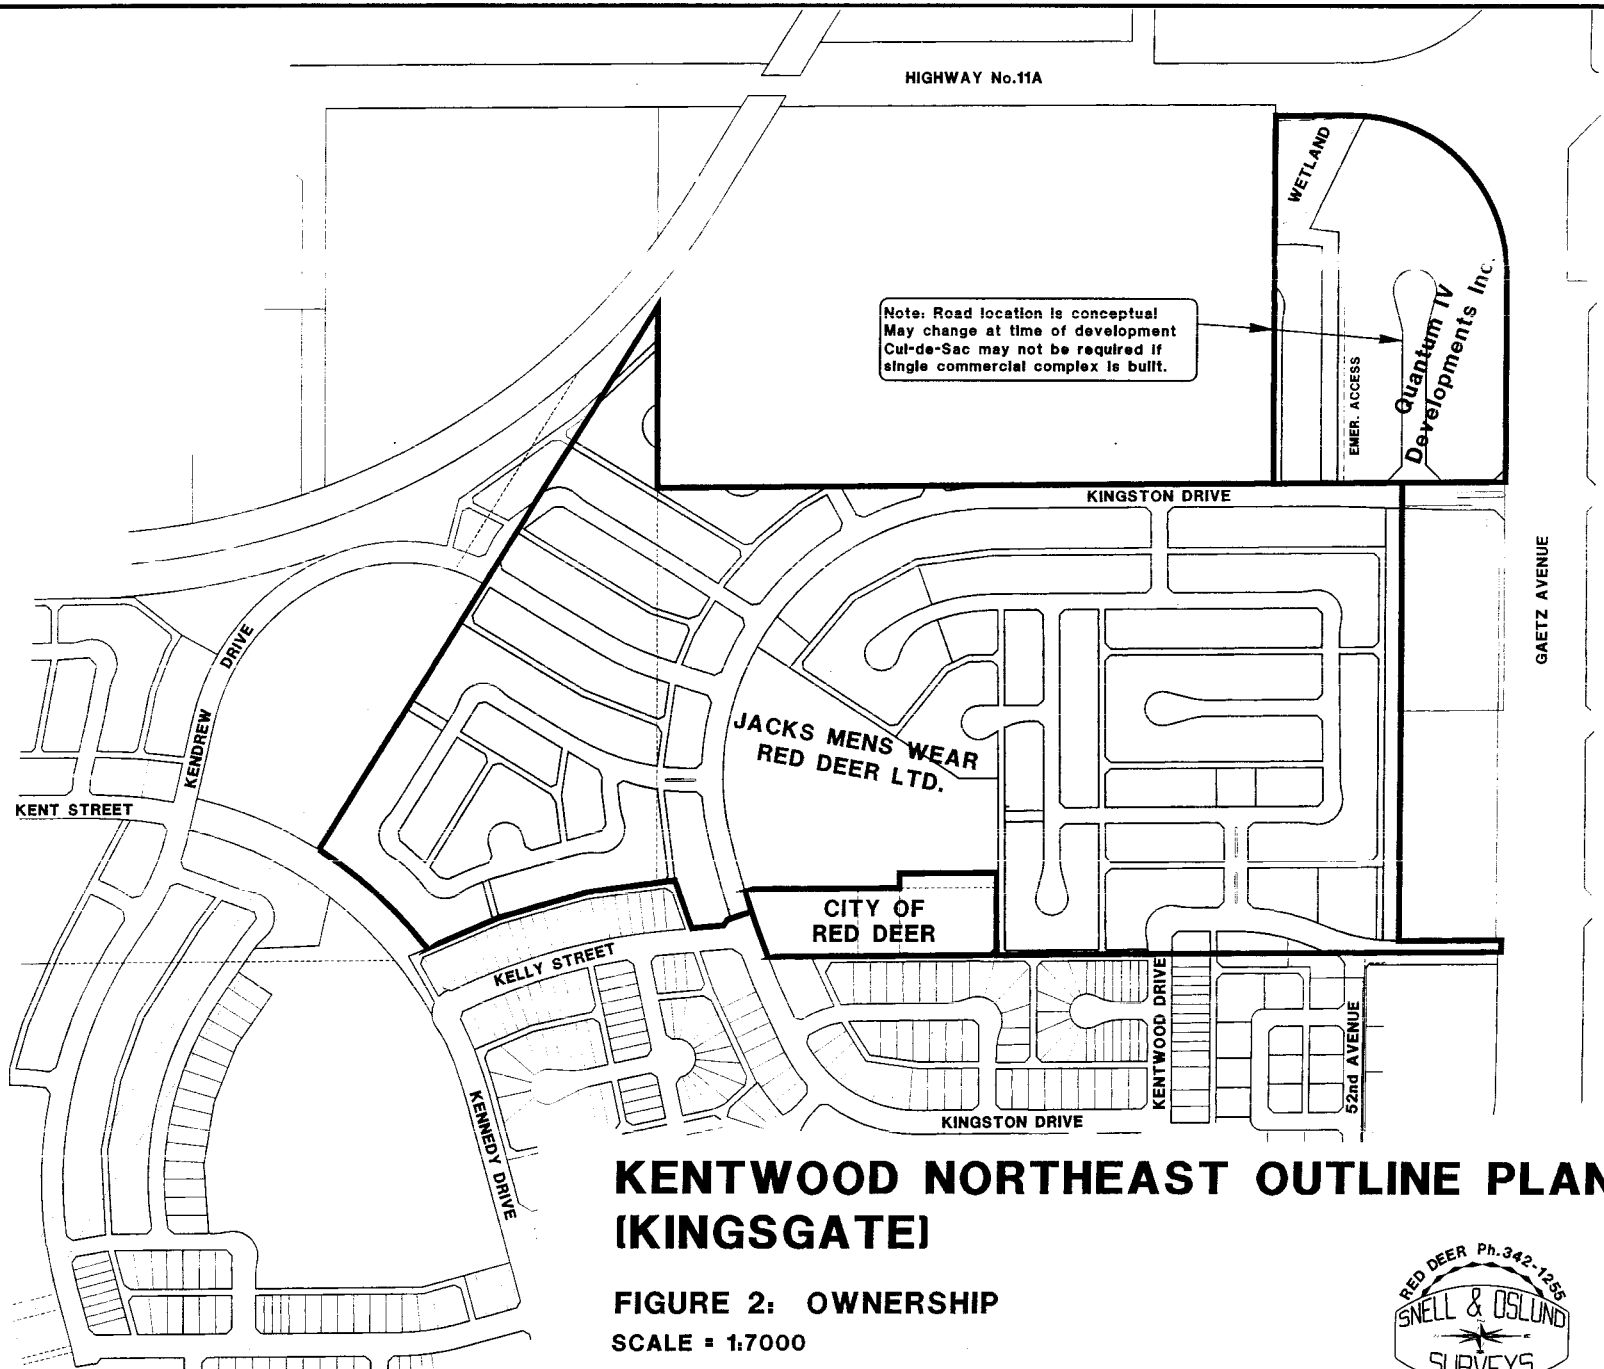 HIGHWAY No.11A
WETLAND
Note: Road location is conceptual
May change at time of development
Cul-de-Sac may not be required if
single commercial complex is built.
EMER. ACCESS
Quantum IV
Developments Inc.
KINGSTON DRIVE
GAETZ AVENUE
KENDREW DRIVE
KENT STREET
JACKS MENS WEAR
RED DEER LTD.
CITY OF
RED DEER
KELLY STREET
KENTWOOD DRIVE
52nd AVENUE
KENNEDY DRIVE
KINGSTON DRIVE
KENTWOOD NORTHEAST OUTLINE PLAN
(KINGSGATE)
FIGURE 2: OWNERSHIP
SCALE = 1:7000
RED DEER Ph.342-1255
SNELL & OSLUND
SURVEYS